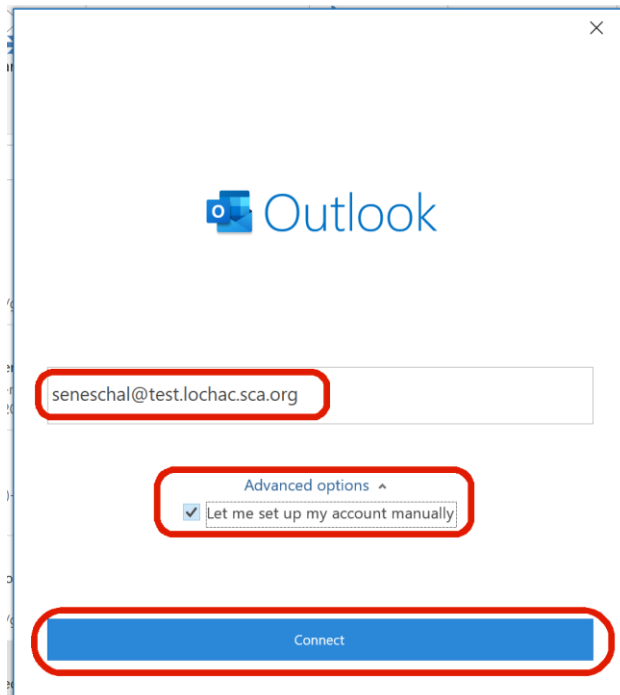 Outlook
seneschal@test.lochac.sca.org
Advanced options
Let me set up my account manually
Connect